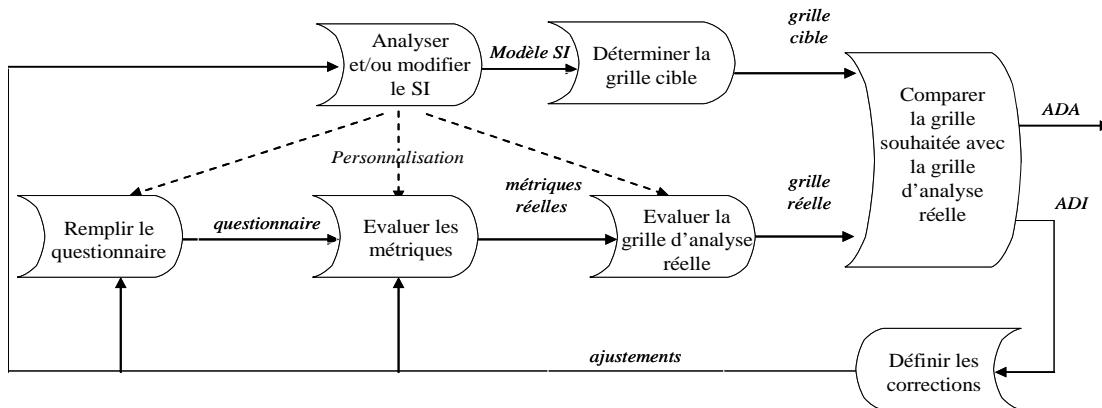 Analyser
et/ou modifier
le SI
Modèle SI
Déterminer la
grille cible
grille
cible
Comparer
la grille
souhaitée avec
la grille
d'analyse
réelle
ADA
ADI
Personnalisation
Remplir le
questionnaire
questionnaire
Evaluer les
métriques
métriques
réelles
Evaluer la
grille d'analyse
réelle
grille
réelle
ajustements
Définir les
corrections